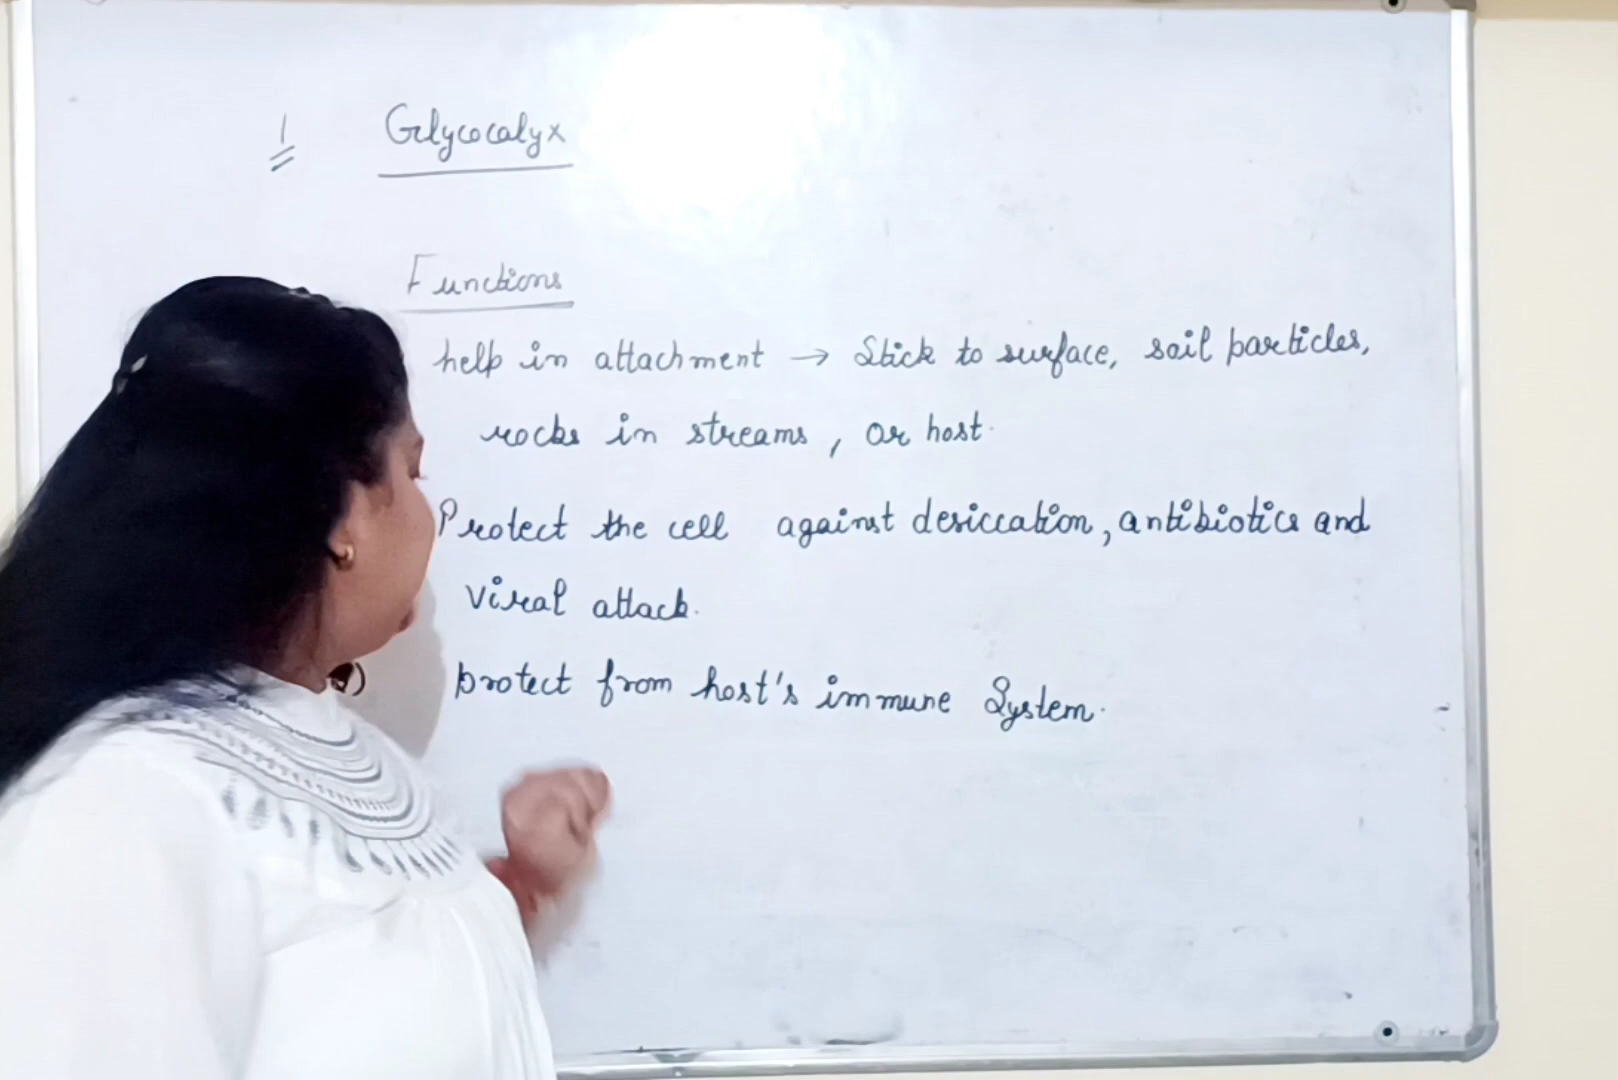 1 Glycocalyx
Functions
help in attachment → Stick to surface, soil particles,
rocks in streams, or host.
Protect the cell against desiccation, antibiotics and
viral attack.
protect from host's immune System.